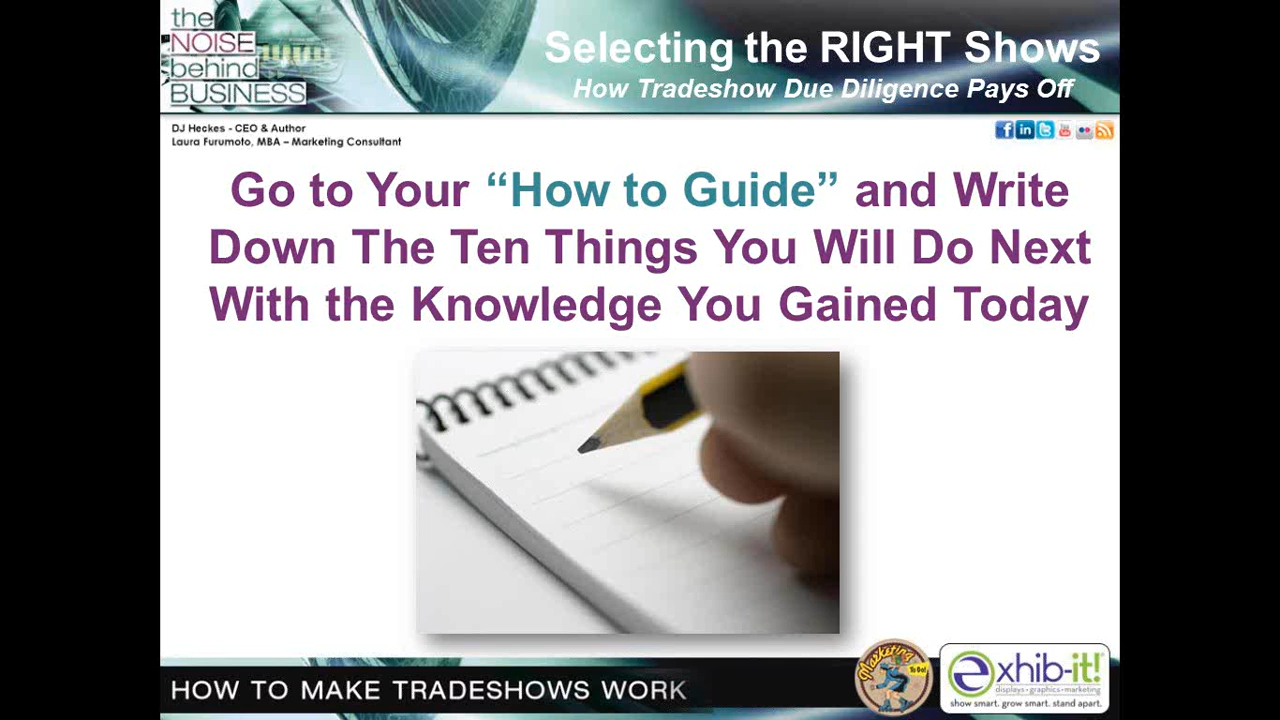 the
NOISE
behind
BUSINESS
Selecting the RIGHT Shows
How Tradeshow Due Diligence Pays Off
DJ Heckes - CEO & Author
Laura Furumoto, MBA – Marketing Consultant
Go to Your “How to Guide” and Write
Down The Ten Things You Will Do Next
With the Knowledge You Gained Today
HOW TO MAKE TRADESHOWS WORK
Marketing
To Go!
exhib-it!
displays • graphics • marketing
show smart. grow smart. stand apart.